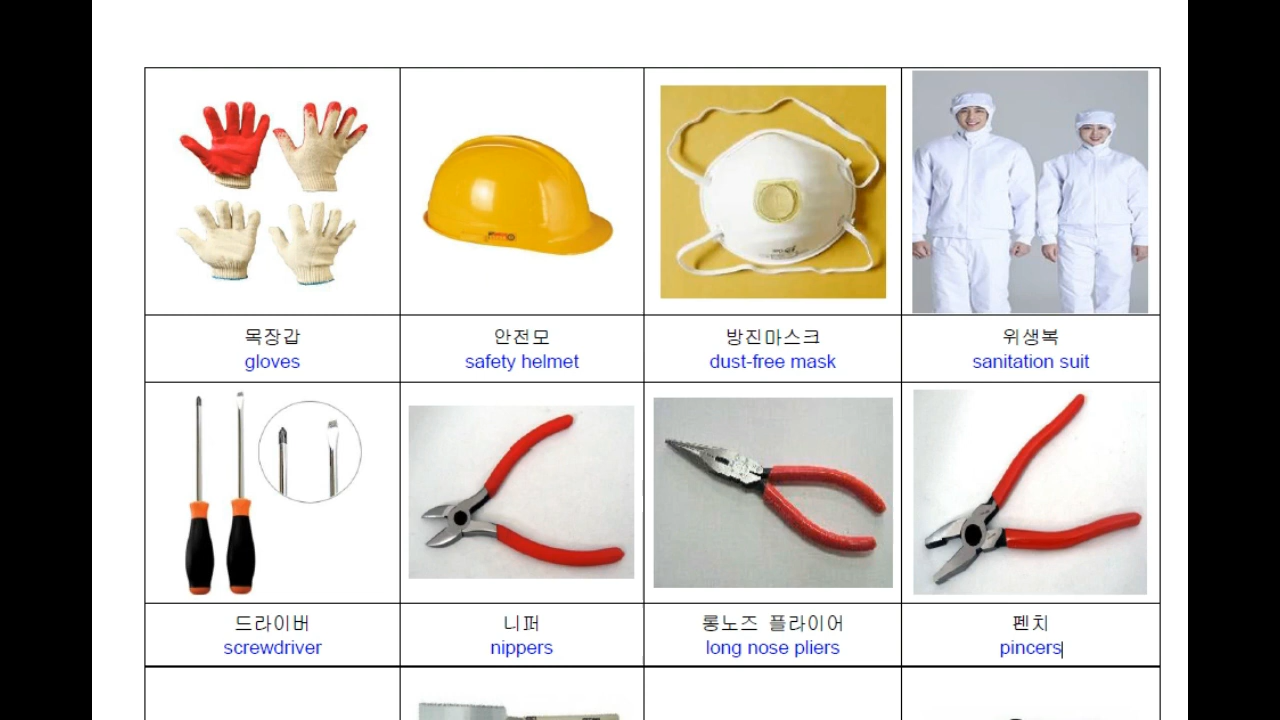 목장갑
gloves
안전모
safety helmet
방진마스크
dust-free mask
위생복
sanitation suit
드라이버
screwdriver
니퍼
nippers
롱노즈 플라이어
long nose pliers
펜치
pincers